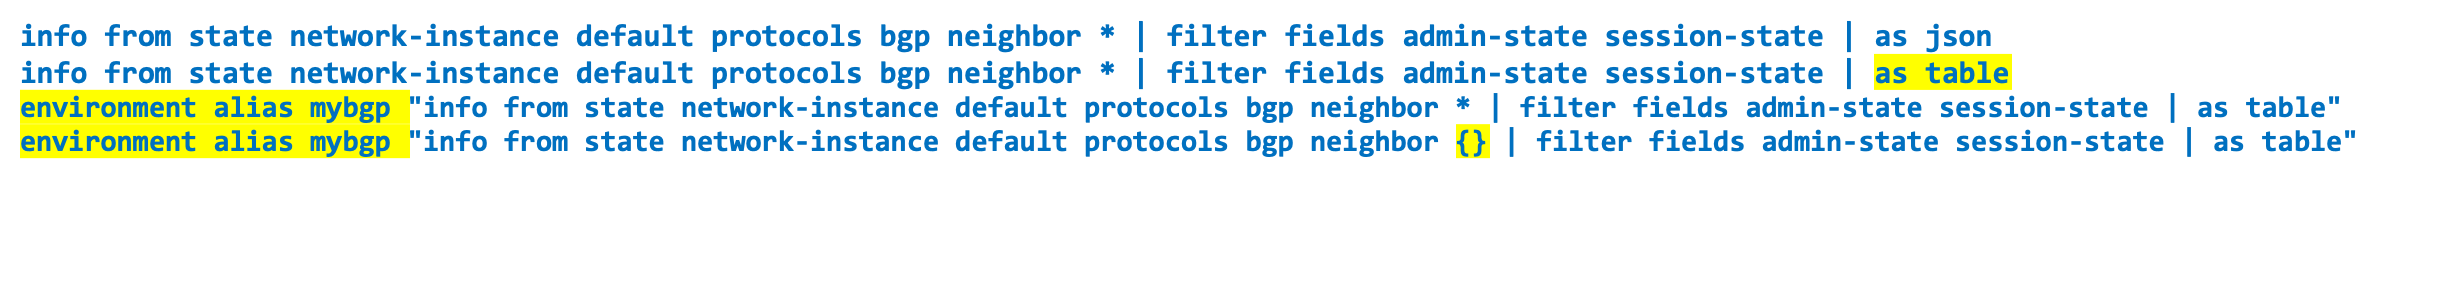 info from state network-instance default protocols bgp neighbor * | filter fields admin-state session-state | as json
info from state network-instance default protocols bgp neighbor * | filter fields admin-state session-state | as table
environment alias mybgp "info from state network-instance default protocols bgp neighbor * | filter fields admin-state session-state | as table"
environment alias mybgp "info from state network-instance default protocols bgp neighbor {} | filter fields admin-state session-state | as table"